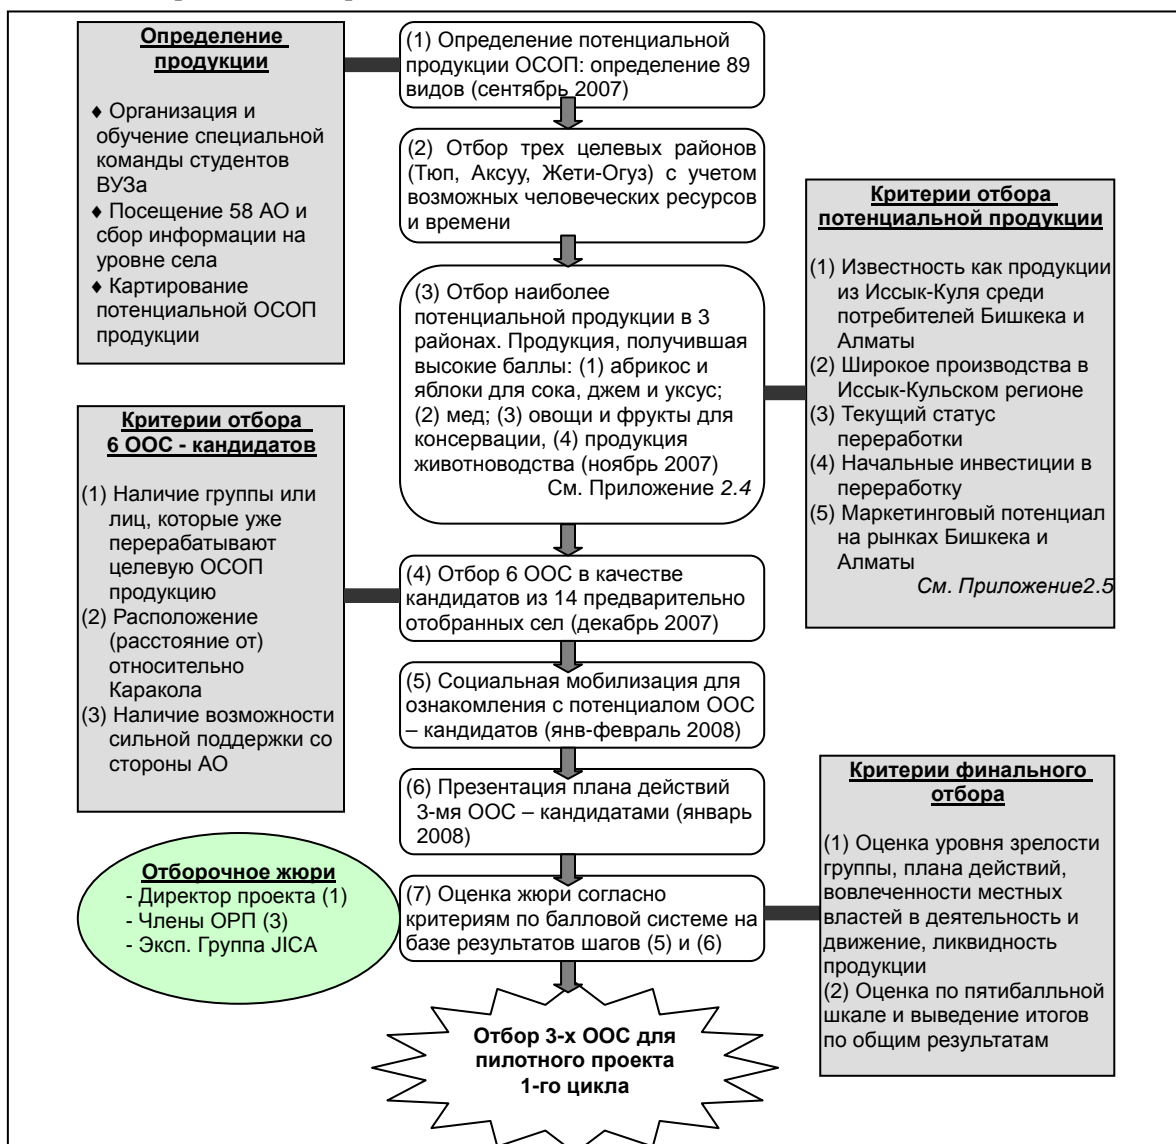 Определение
продукции
♦ Организация и
обучение специальной
команды студентов
ВУЗа
♦ Посещение 58 АО и
сбор информации на
уровне села
♦ Картирование
потенциальной ОСОП
продукции
(1) Определение потенциальной
продукции ОСОП: определение 89
видов (сентябрь 2007)
(2) Отбор трех целевых районов
(Тюп, Аксуу, Жети-Огуз) с учетом
возможных человеческих ресурсов
и времени
(3) Отбор наиболее
потенциальной продукции в 3
районах. Продукция, получившая
высокие баллы: (1) абрикос и
яблоки для сока, джем и уксус;
(2) мед; (3) овощи и фрукты для
консервации, (4) продукция
животноводства (ноябрь 2007)
См. Приложение 2.4
Критерии отбора
потенциальной продукции
(1) Известность как продукции
из Иссык-Куля среди
потребителей Бишкека и
Алматы
(2) Широкое производства в
Иссык-Кульском регионе
(3) Текущий статус
переработки
(4) Начальные инвестиции в
переработку
(5) Маркетинговый потенциал
на рынках Бишкека и
Алматы
См. Приложение2.5
Критерии отбора
6 ООС - кандидатов
(1) Наличие группы или
лиц, которые уже
перерабатывают
целевую ОСОП
продукцию
(2) Расположение
(расстояние от)
относительно
Каракола
(3) Наличие возможности
сильной поддержки со
стороны АО
(4) Отбор 6 ООС в качестве
кандидатов из 14 предварительно
отобранных сел (декабрь 2007)
(5) Социальная мобилизация для
ознакомления с потенциалом ООС
– кандидатов (янв-февраль 2008)
(6) Презентация плана действий
3-мя ООС – кандидатами (январь
2008)
Отборочное жюри
- Директор проекта (1)
- Члены ОРП (3)
- Эксп. Группа JICA
(7) Оценка жюри согласно
критериям по балловой системе на
базе результатов шагов (5) и (6)
Критерии финального
отбора
(1) Оценка уровня зрелости
группы, плана действий,
вовлеченности местных
властей в деятельность и
движение, ликвидность
продукции
(2) Оценка по пятибалльной
шкале и выведение итогов
по общим результатам
Отбор 3-х ООС для
пилотного проекта
1-го цикла